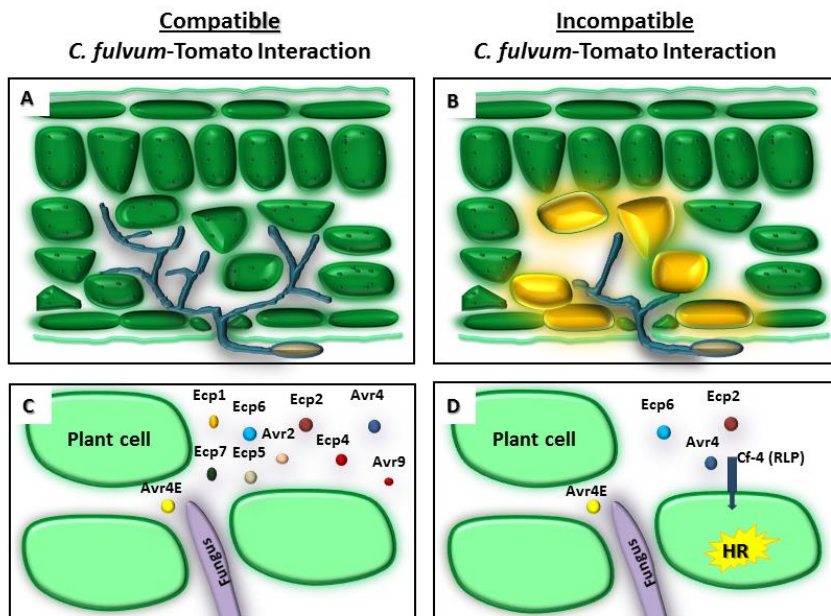 Compatible
C. fulvum-Tomato Interaction
Incompatible
C. fulvum-Tomato Interaction
A
B
C
Ecp1
Ecp6
Ecp2
Avr4
Plant cell
Ecp7
Ecp5
Avr2
Ecp4
Avr9
Avr4E
Fungus
D
Ecp6
Ecp2
Plant cell
Avr4
Cf-4 (RLP)
Avr4E
HR
Fungus